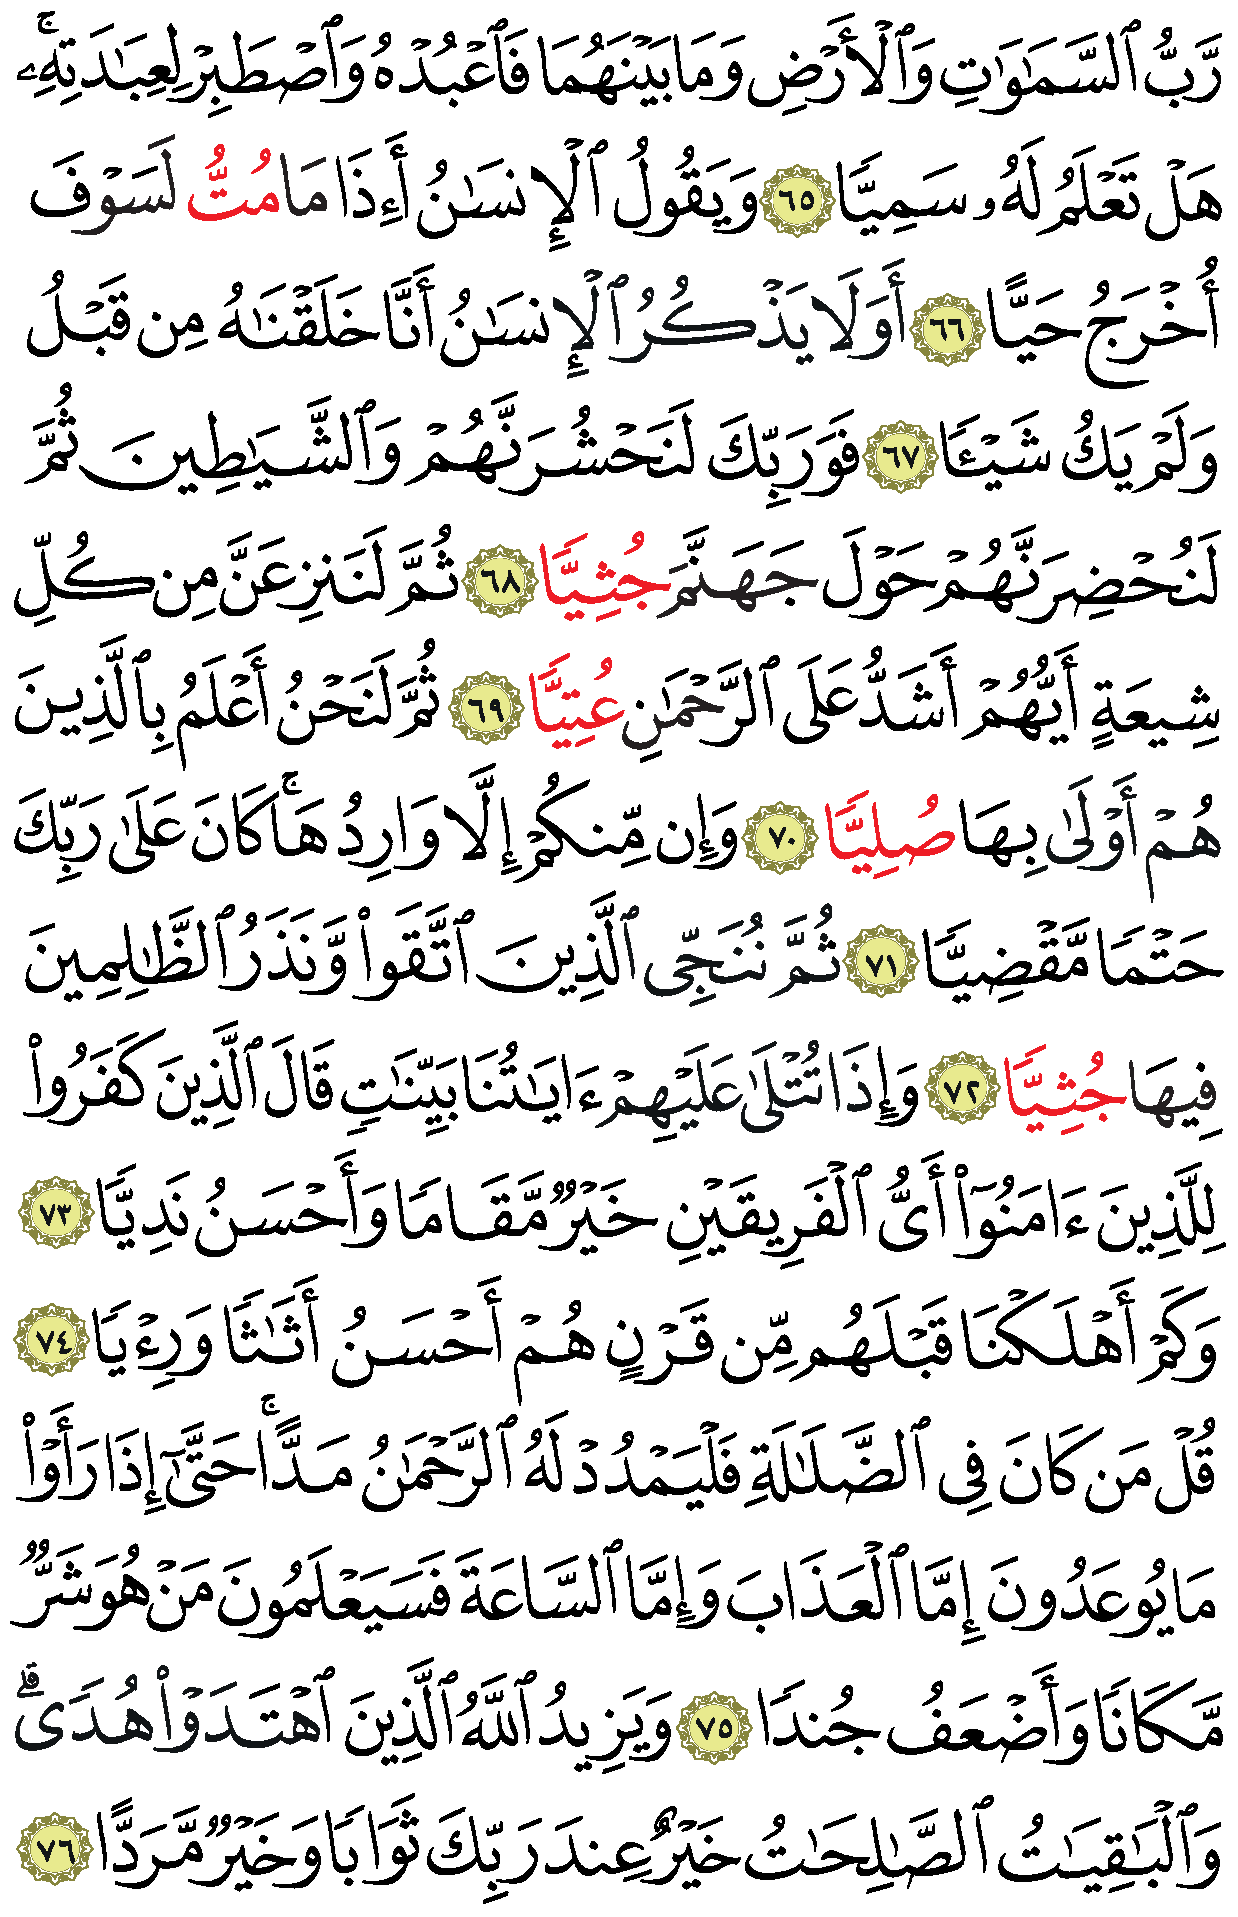 رَّبُّ ٱلسَّمَٰوَٰتِ وَٱلْأَرْضِ وَمَا بَيْنَهُمَا فَٱعْبُدْهُ وَٱصْطَبِرْ لِعِبَٰدَتِهِۦۚ
هَلْ تَعْلَمُ لَهُۥ سَمِيًّا ٦٥ وَيَقُولُ ٱلْإِنسَٰنُ أَءِذَا مَا مُتُّ لَسَوْفَ
أُخْرَجُ حَيًّا ٦٦ أَوَلَا يَذْكُرُ ٱلْإِنسَٰنُ أَنَّا خَلَقْنَٰهُ مِن قَبْلُ
وَلَمْ يَكُ شَيْـًٔا ٦٧ فَوَرَبِّكَ لَنَحْشُرَنَّهُمْ وَٱلشَّيَٰطِينَ ثُمَّ
لَنُحْضِرَنَّهُمْ حَوْلَ جَهَنَّمَ جُثِيًّا ٦٨ ثُمَّ لَنَنزِعَنَّ مِن كُلِّ
شِيعَةٍ أَيُّهُمْ أَشَدُّ عَلَى ٱلرَّحْمَٰنِ عُتِيًّا ٦٩ ثُمَّ لَنَحْنُ أَعْلَمُ بِٱلَّذِينَ
هُمْ أَوْلَىٰ بِهَا صُلِيًّا ٧٠ وَإِن مِّنكُمْ إِلَّا وَارِدُهَاۚ كَانَ عَلَىٰ رَبِّكَ
حَتْمًا مَّقْضِيًّا ٧١ ثُمَّ نُنَجِّى ٱلَّذِينَ ٱتَّقَوا۟ وَّنَذَرُ ٱلظَّٰلِمِينَ
فِيهَا جُثِيًّا ٧٢ وَإِذَا تُتْلَىٰ عَلَيْهِمْ ءَايَٰتُنَا بَيِّنَٰتٍ قَالَ ٱلَّذِينَ كَفَرُوا۟
لِلَّذِينَ ءَامَنُوٓا۟ أَىُّ ٱلْفَرِيقَيْنِ خَيْرٌ مَّقَامًا وَأَحْسَنُ نَدِيًّا ٧٣
وَكَمْ أَهْلَكْنَا قَبْلَهُم مِّن قَرْنٍ هُمْ أَحْسَنُ أَثَٰثًا وَرِءْيًا ٧٤
قُلْ مَن كَانَ فِى ٱلضَّلَٰلَةِ فَلْيَمْدُدْ لَهُ ٱلرَّحْمَٰنُ مَدًّاۚ حَتَّىٰٓ إِذَا رَأَوْا۟
مَا يُوعَدُونَ إِمَّا ٱلْعَذَابَ وَإِمَّا ٱلسَّاعَةَ فَسَيَعْلَمُونَ مَنْ هُوَ شَرٌّ
مَّكَانًا وَأَضْعَفُ جُندًا ٧٥ وَيَزِيدُ ٱللَّهُ ٱلَّذِينَ ٱهْتَدَوْا۟ هُدًىۗ
وَٱلْبَٰقِيَٰتُ ٱلصَّٰلِحَٰتُ خَيْرٌ عِندَ رَبِّكَ ثَوَابًا وَخَيْرٌ مَّرَدًّا ٧٦